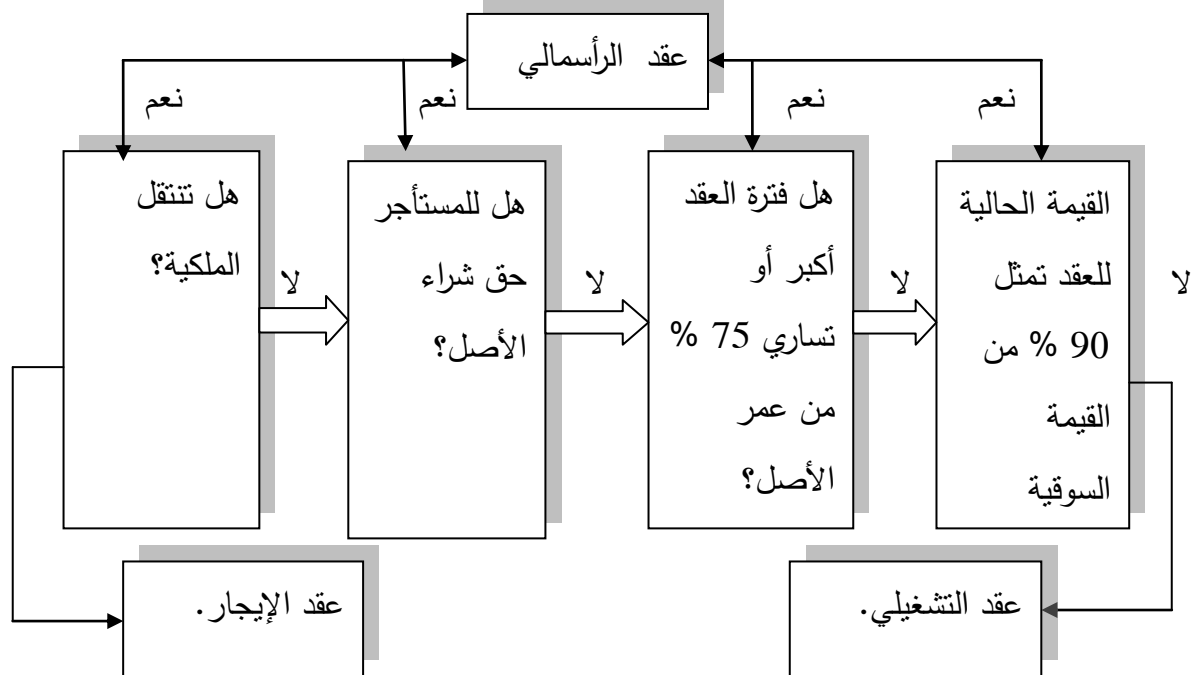 عقد الرأسمالي
نعم
نعم
نعم
نعم
القيمة الحالية
للعقد تمثل
90 % من
القيمة
السوقية
هل فترة العقد
أكبر أو
تساري 75 %
من عمر
الأصل؟
هل للمستأجر
حق شراء
الأصل؟
هل تنتقل
الملكية؟
لا
لا
لا
لا
عقد التشغيلي.
عقد الإيجار.